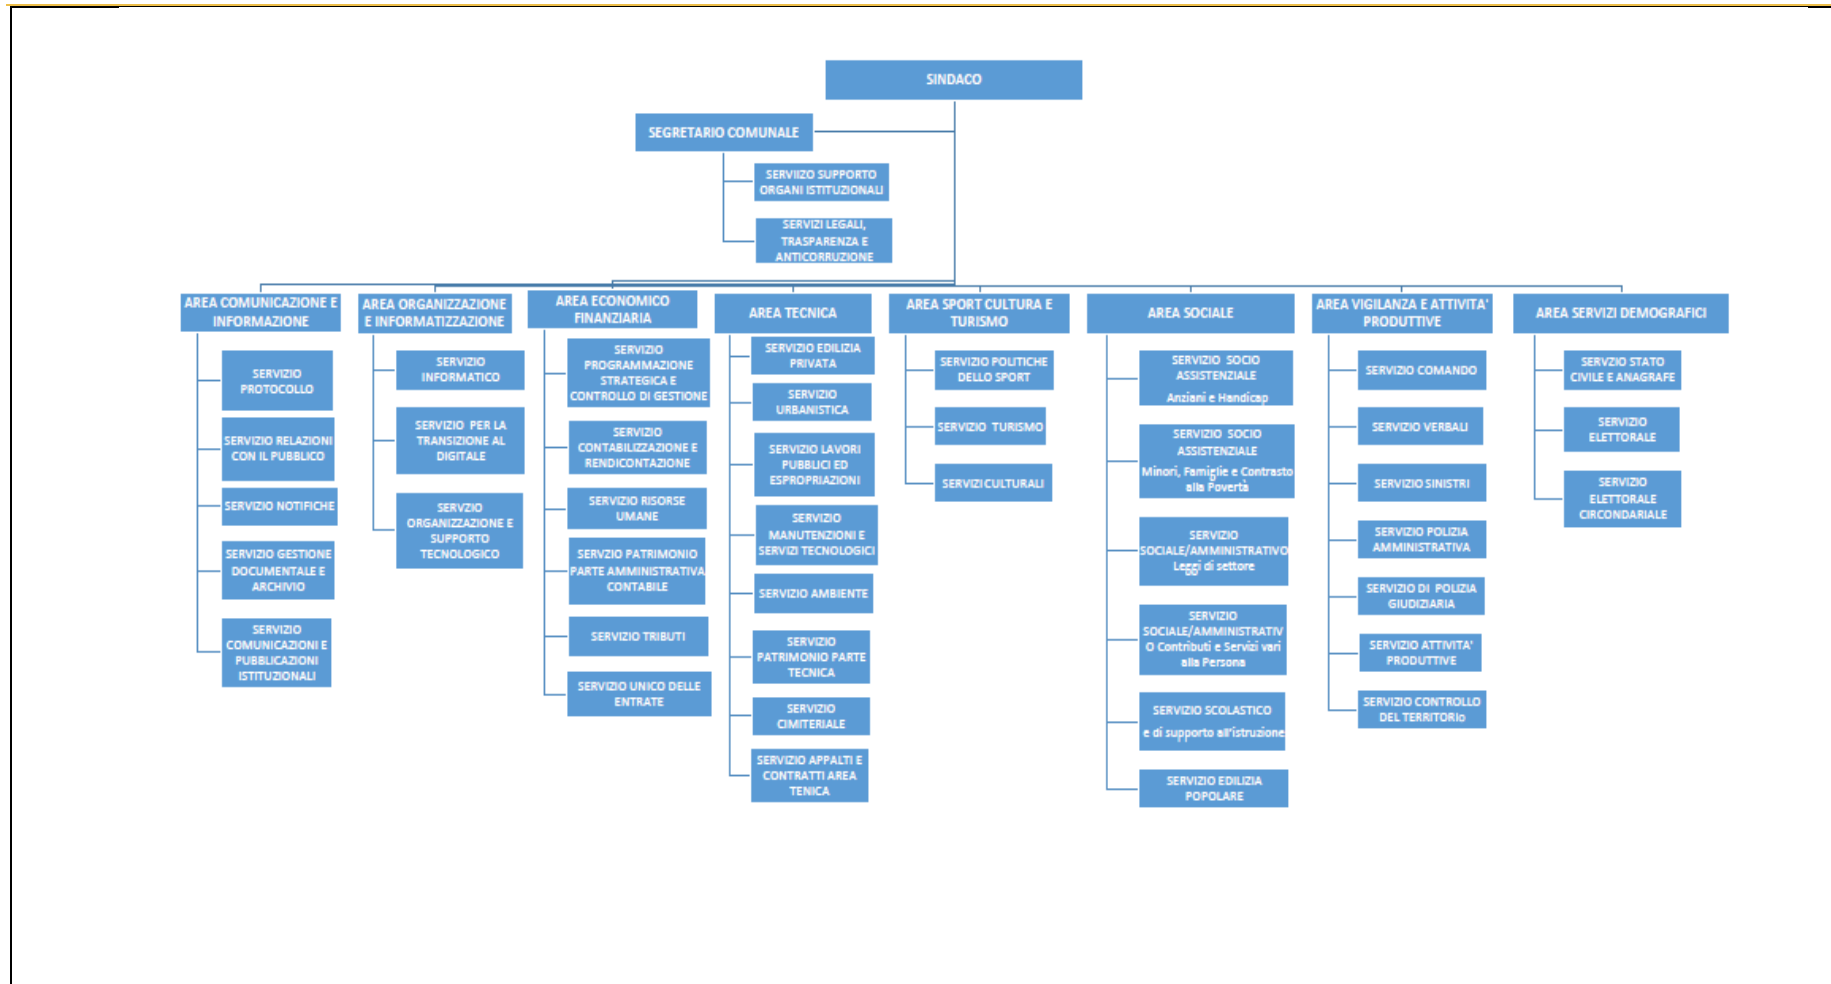 SINDACO
SEGRETARIO COMUNALE
SERVIIZO SUPPORTO
ORGANI ISTITUZIONALI
SERVIZI LEGALI,
TRASPARENZA E
ANTICORRUZIONE
AREA COMUNICAZIONE E
INFORMAZIONE
SERVIZIO
PROTOCOLLO
SERVIZIO RELAZIONI
CON IL PUBBLICO
SERVIZIO NOTIFICHE
SERVIZIO GESTIONE
DOCUMENTALE E
ARCHIVIO
SERVIZIO
COMUNICAZIONI E
PUBBLICAZIONI
ISTITUZIONALI
AREA ORGANIZZAZIONE
E INFORMATIZZAZIONE
SERVIZIO
INFORMATICO
SERVIZIO PER LA
TRANSIZIONE AL
DIGITALE
SERVZIO
ORGANIZZAZIONE E
SUPPORTO
TECNOLOGICO
AREA ECONOMICO
FINANZIARIA
SERVIZIO
PROGRAMMAZIONE
STRATEGICA E
CONTROLLO DI GESTIONE
SERVIZIO
CONTABILIZZAZIONE E
RENDICONTAZIONE
SERVIZIO RISORSE
UMANE
SERVZIO PATRIMONIO
PARTE AMMINISTRATIVA
CONTABILE
SERVIZIO TRIBUTI
SERVIZIO UNICO DELLE
ENTRATE
AREA TECNICA
SERVIZIO EDILIZIA
PRIVATA
SERVIZIO
URBANISTICA
SERVIZIO LAVORI
PUBBLICI ED
ESPROPRIAZIONI
SERVIZIO
MANUTENZIONI E
SERVIZI TECNOLOGICI
SERVIZIO AMBIENTE
SERVIZIO
PATRIMONIO PARTE
TECNICA
SERVIZIO
CIMITERIALE
SERVIZIO APPALTI E
CONTRATTI AREA
TENICA
AREA SPORT CULTURA E
TURISMO
SERVIZIO POLITICHE
DELLO SPORT
SERVIZIO TURISMO
SERVIZI CULTURALI
AREA SOCIALE
SERVIZIO SOCIO
ASSISTENZIALE
Anziani e Handicap
SERVIZIO SOCIO
ASSISTENZIALE
Minori, Famiglie e Contrasto
alla Povertà
SERVIZIO
SOCIALE/AMMINISTRATIVO
Leggi di settore
SERVIZIO
SOCIALE/AMMINISTRATIV
O Contributi e Servizi vari
alla Persona
SERVIZIO SCOLASTICO
e di supporto all'istruzione
SERVIZIO EDILIZIA
POPOLARE
AREA VIGILANZA E ATTIVITA'
PRODUTTIVE
SERVIZIO COMANDO
SERVIZIO VERBALI
SERVIZIO SINISTRI
SERVIZIO POLIZIA
AMMINISTRATIVA
SERVIZIO DI POLIZIA
GIUDIZIARIA
SERVIZIO ATTIVITA'
PRODUTTIVE
SERVIZIO CONTROLLO
DEL TERRITORIo
AREA SERVIZI DEMOGRAFICI
SERVZIO STATO
CIVILE E ANAGRAFE
SERVIZIO
ELETTORALE
SERVIZIO
ELETTORALE
CIRCONDARIALE